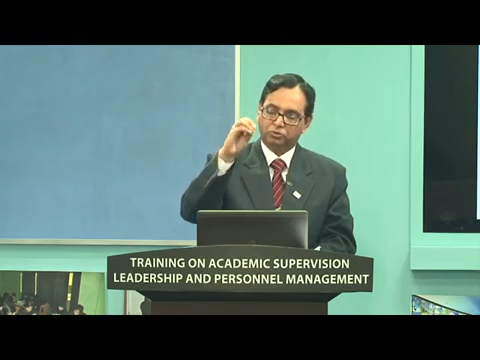 TRAINING ON ACADEMIC SUPERVISION
LEADERSHIP AND PERSONNEL MANAGEMENT